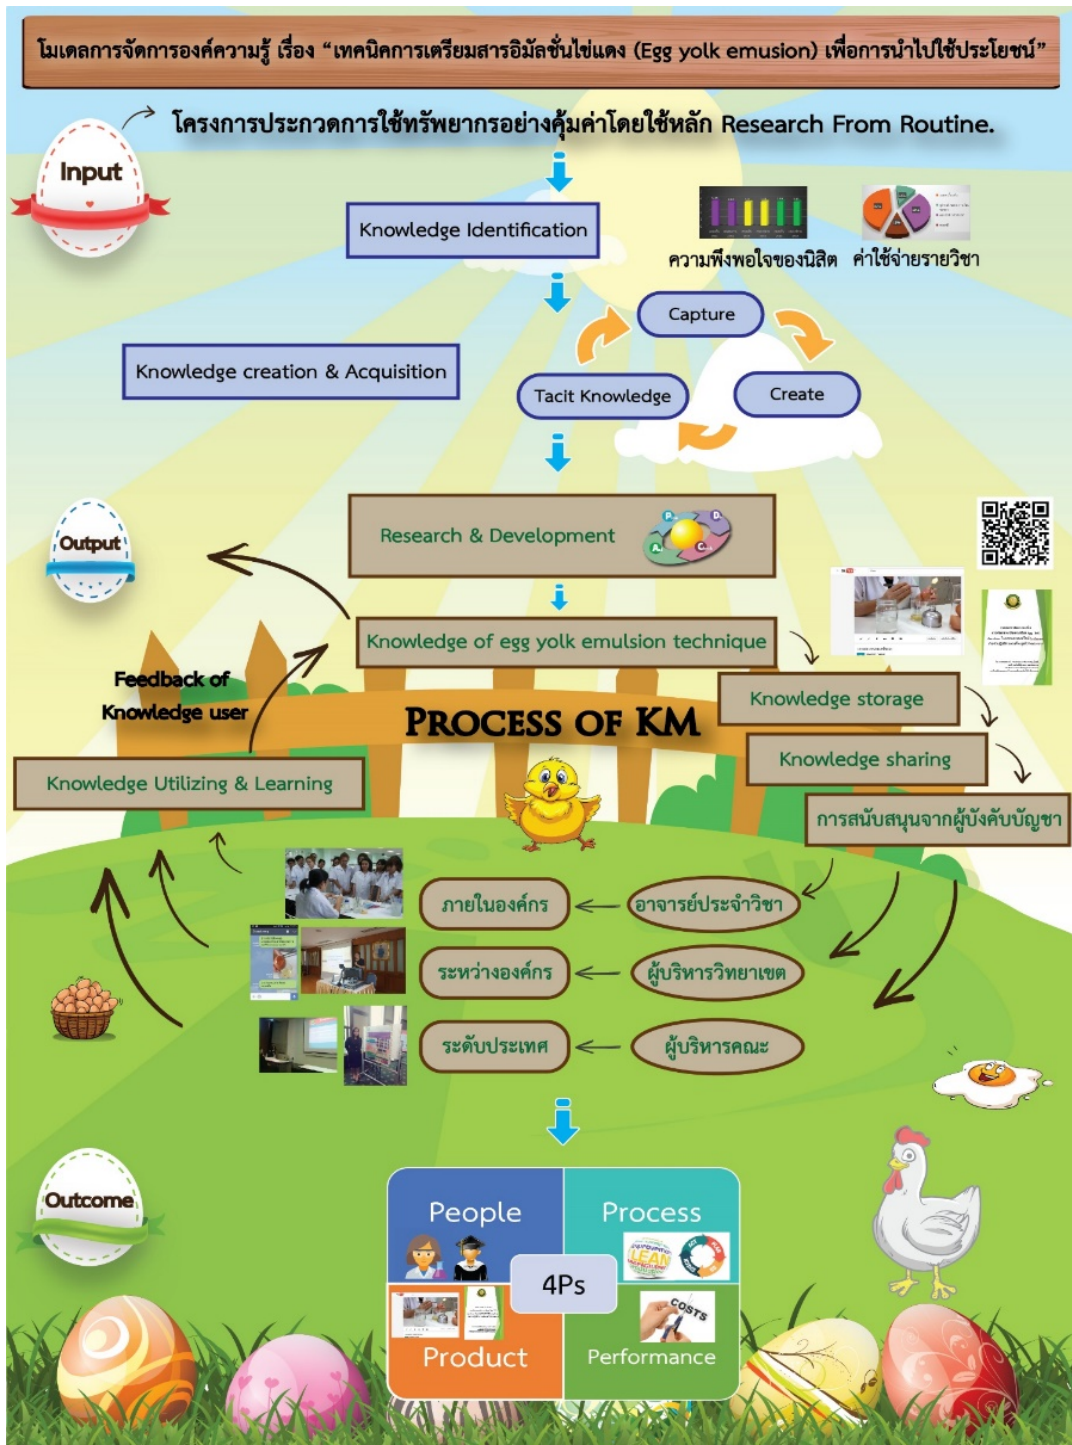 โมเดลการจัดการองค์ความรู้ เรื่อง “เทคนิคการเตรียมสารอิมัลชั่นไข่แดง (Egg yolk emusion) เพื่อการนำไปใช้ประโยชน์”
โครงการประกวดการใช้ทรัพยากรอย่างคุ้มค่าโดยใช้หลัก Research From Routine.
Input
Knowledge Identification
ความพึงพอใจของนิสิต
ค่าใช้จ่ายรายวิชา
Capture
Knowledge creation & Acquisition
Tacit Knowledge
Create
Research & Development
Output
Knowledge of egg yolk emulsion technique
Feedback of
Knowledge user
Knowledge storage
PROCESS OF KM
Knowledge sharing
Knowledge Utilizing & Learning
การสนับสนุนจากผู้บังคับบัญชา
ภายในองค์กร
อาจารย์ประจำวิชา
ระหว่างองค์กร
ผู้บริหารวิทยาเขต
ระดับประเทศ
ผู้บริหารคณะ
Outcome
People
Process
LEAN
4Ps
COSTS
Product
Performance